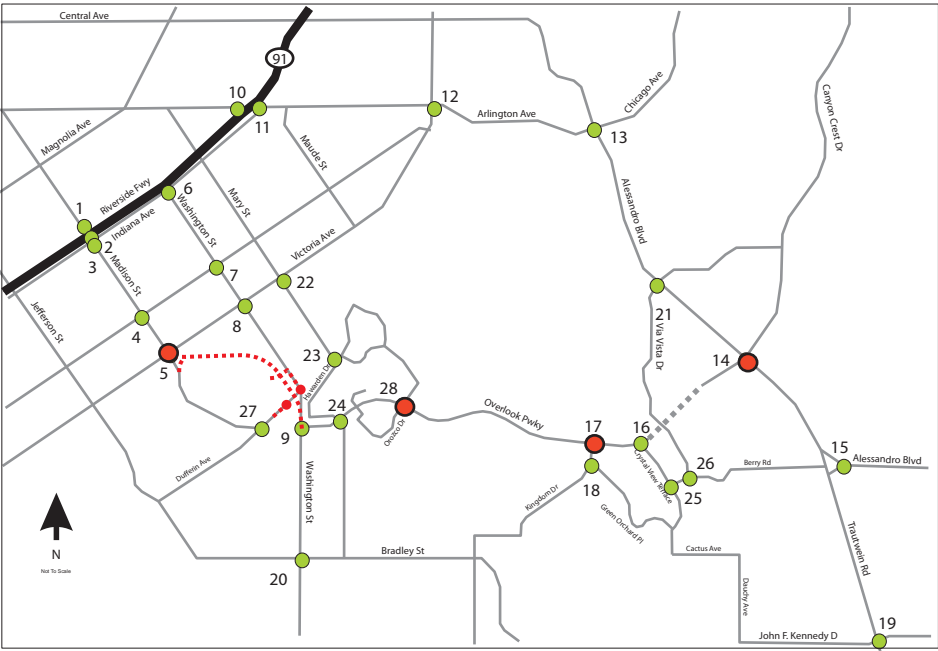 Central Ave
91
10
11
12
Arlington Ave
Chicago Ave
13
Canyon Crest Dr
Magnolia Ave
Maude St
Riverside Fwy
6
1
Indiana Ave
2
3
Washington St
Mary St
Alessandro Blvd
Victoria Ave
Madison St
7
22
21
Jefferson St
4
8
Via Vista Dr
5
23
14
Hawarden Dr
28
27
9
24
Orozco Dr
Overlook Pwky
17
16
15
Alessandro Blvd
Dufferin Ave
Crystal View Terrace
26
Berry Rd
25
18
Kingdom Dr
Green Orchard Pl
Washington St
N
Not To Scale
Bradley St
20
Cactus Ave
Trautwein Rd
Dauchy Ave
19
John F. Kennedy D